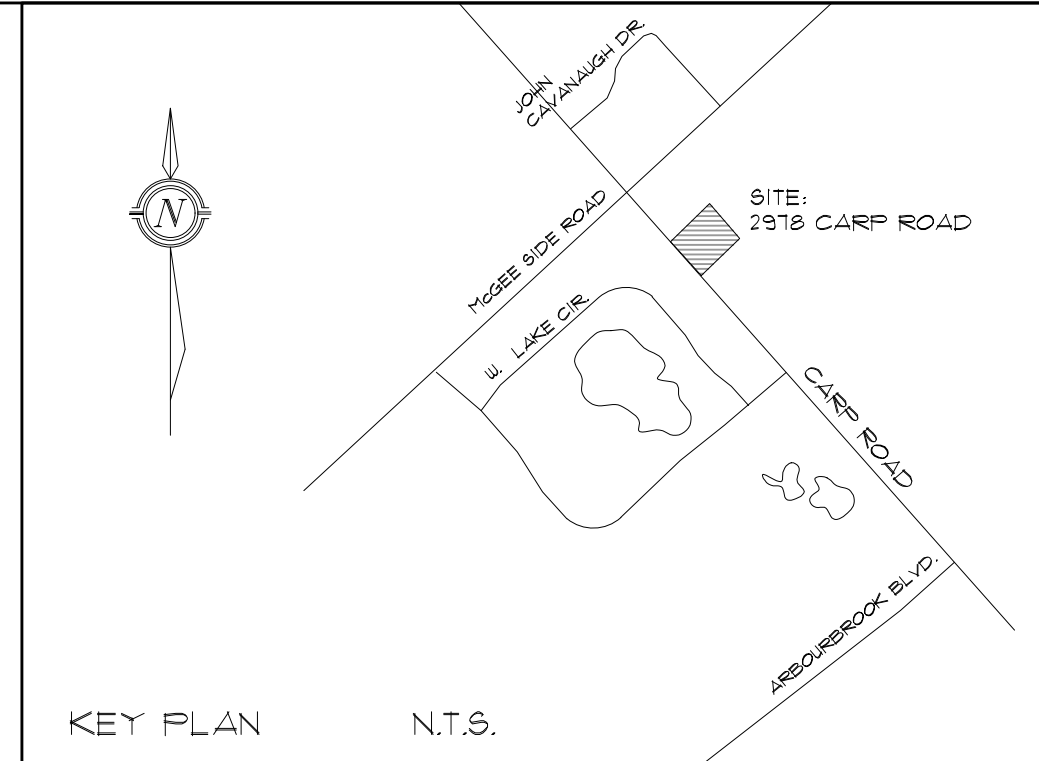 JOHN
CAVANAUGH DR.
N
SITE:
2978 CARP ROAD
McGEE SIDE ROAD
W. LAKE CIR.
CARP ROAD
ARBOURBROOK BLVD.
KEY PLAN
N.T.S.